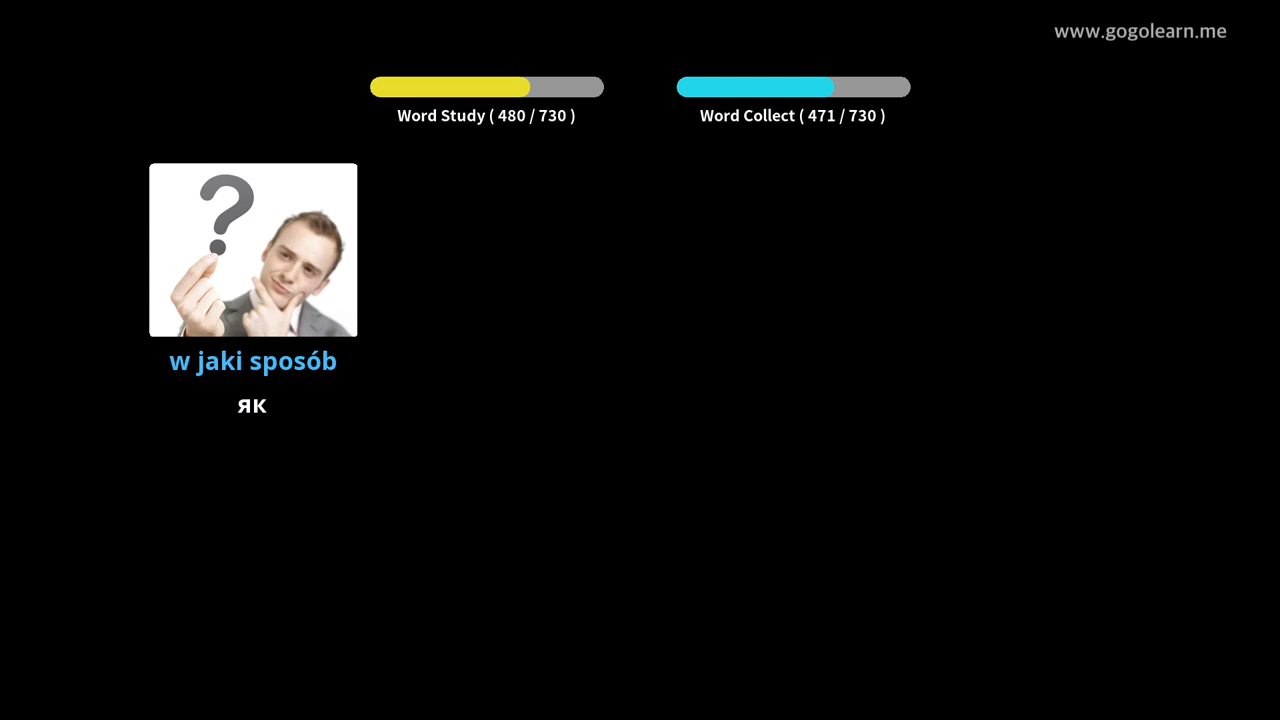 www.gogolearn.me
Word Study ( 480 / 730 )
Word Collect ( 471 / 730 )
?
w jaki sposób
як